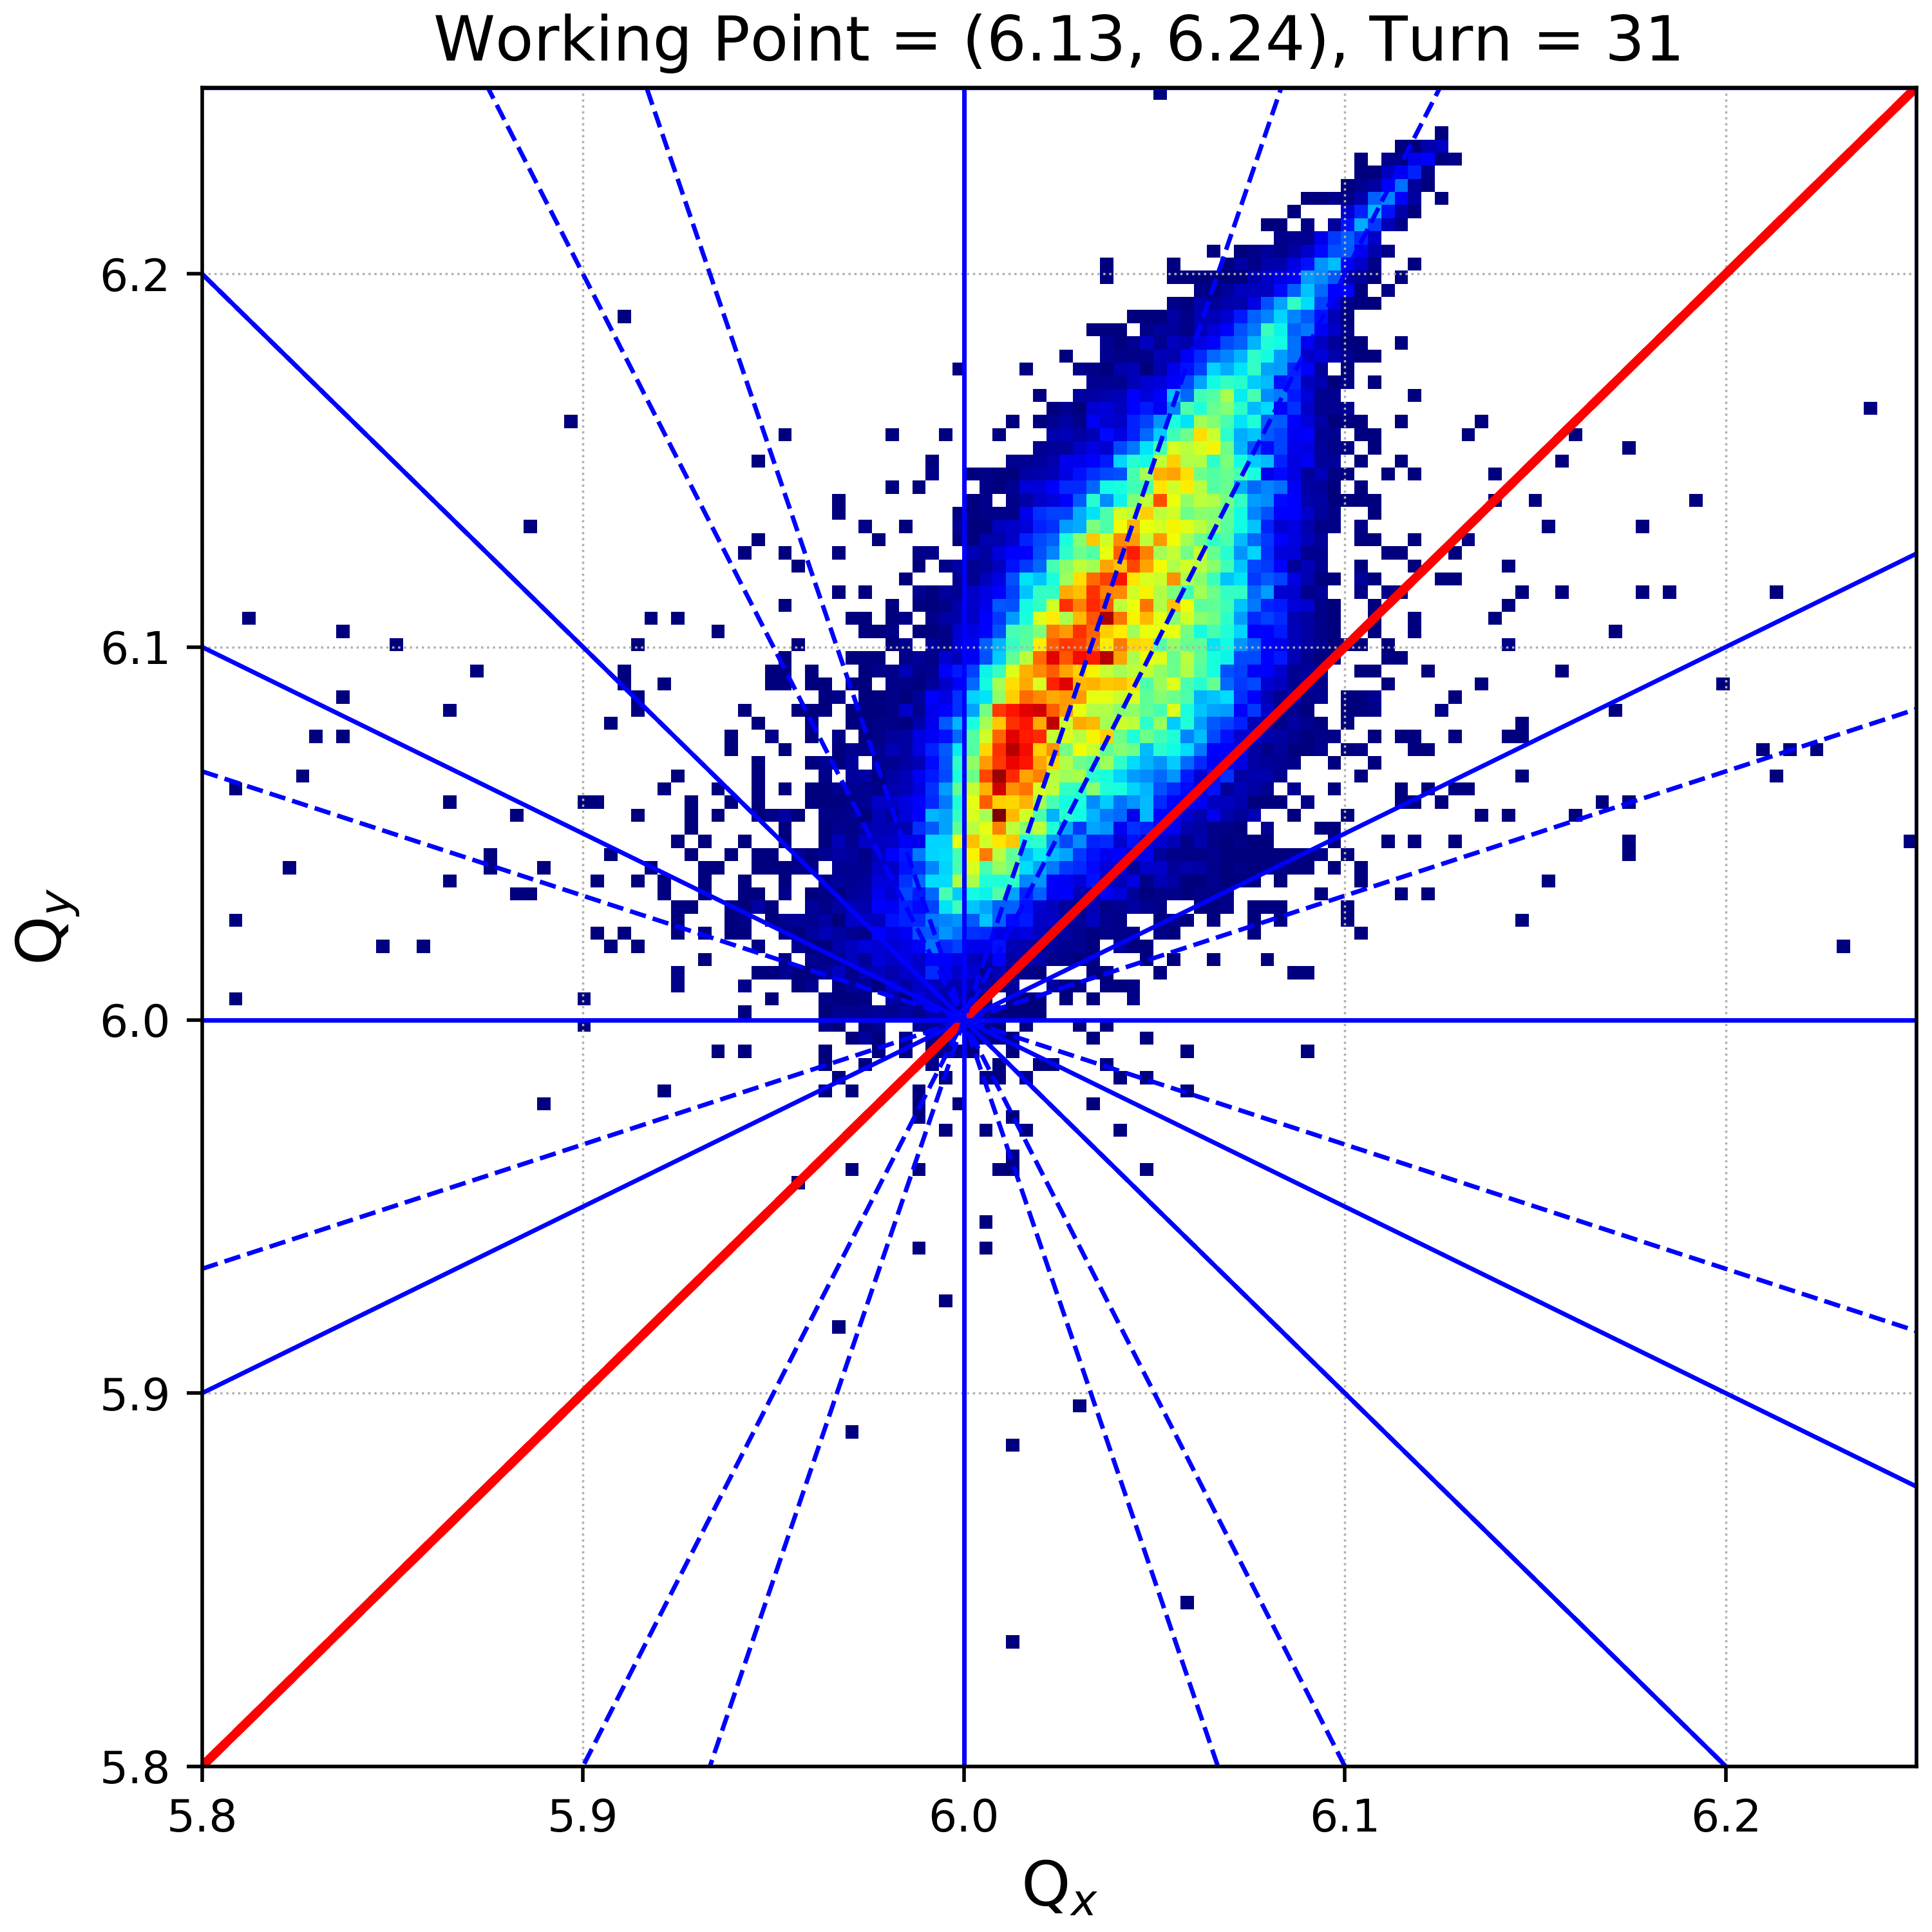 Working Point = (6.13, 6.24), Turn = 31
6.2
6.1
6.0
5.9
5.8
Qy
5.8 5.9 6.0 6.1 6.2
Qx